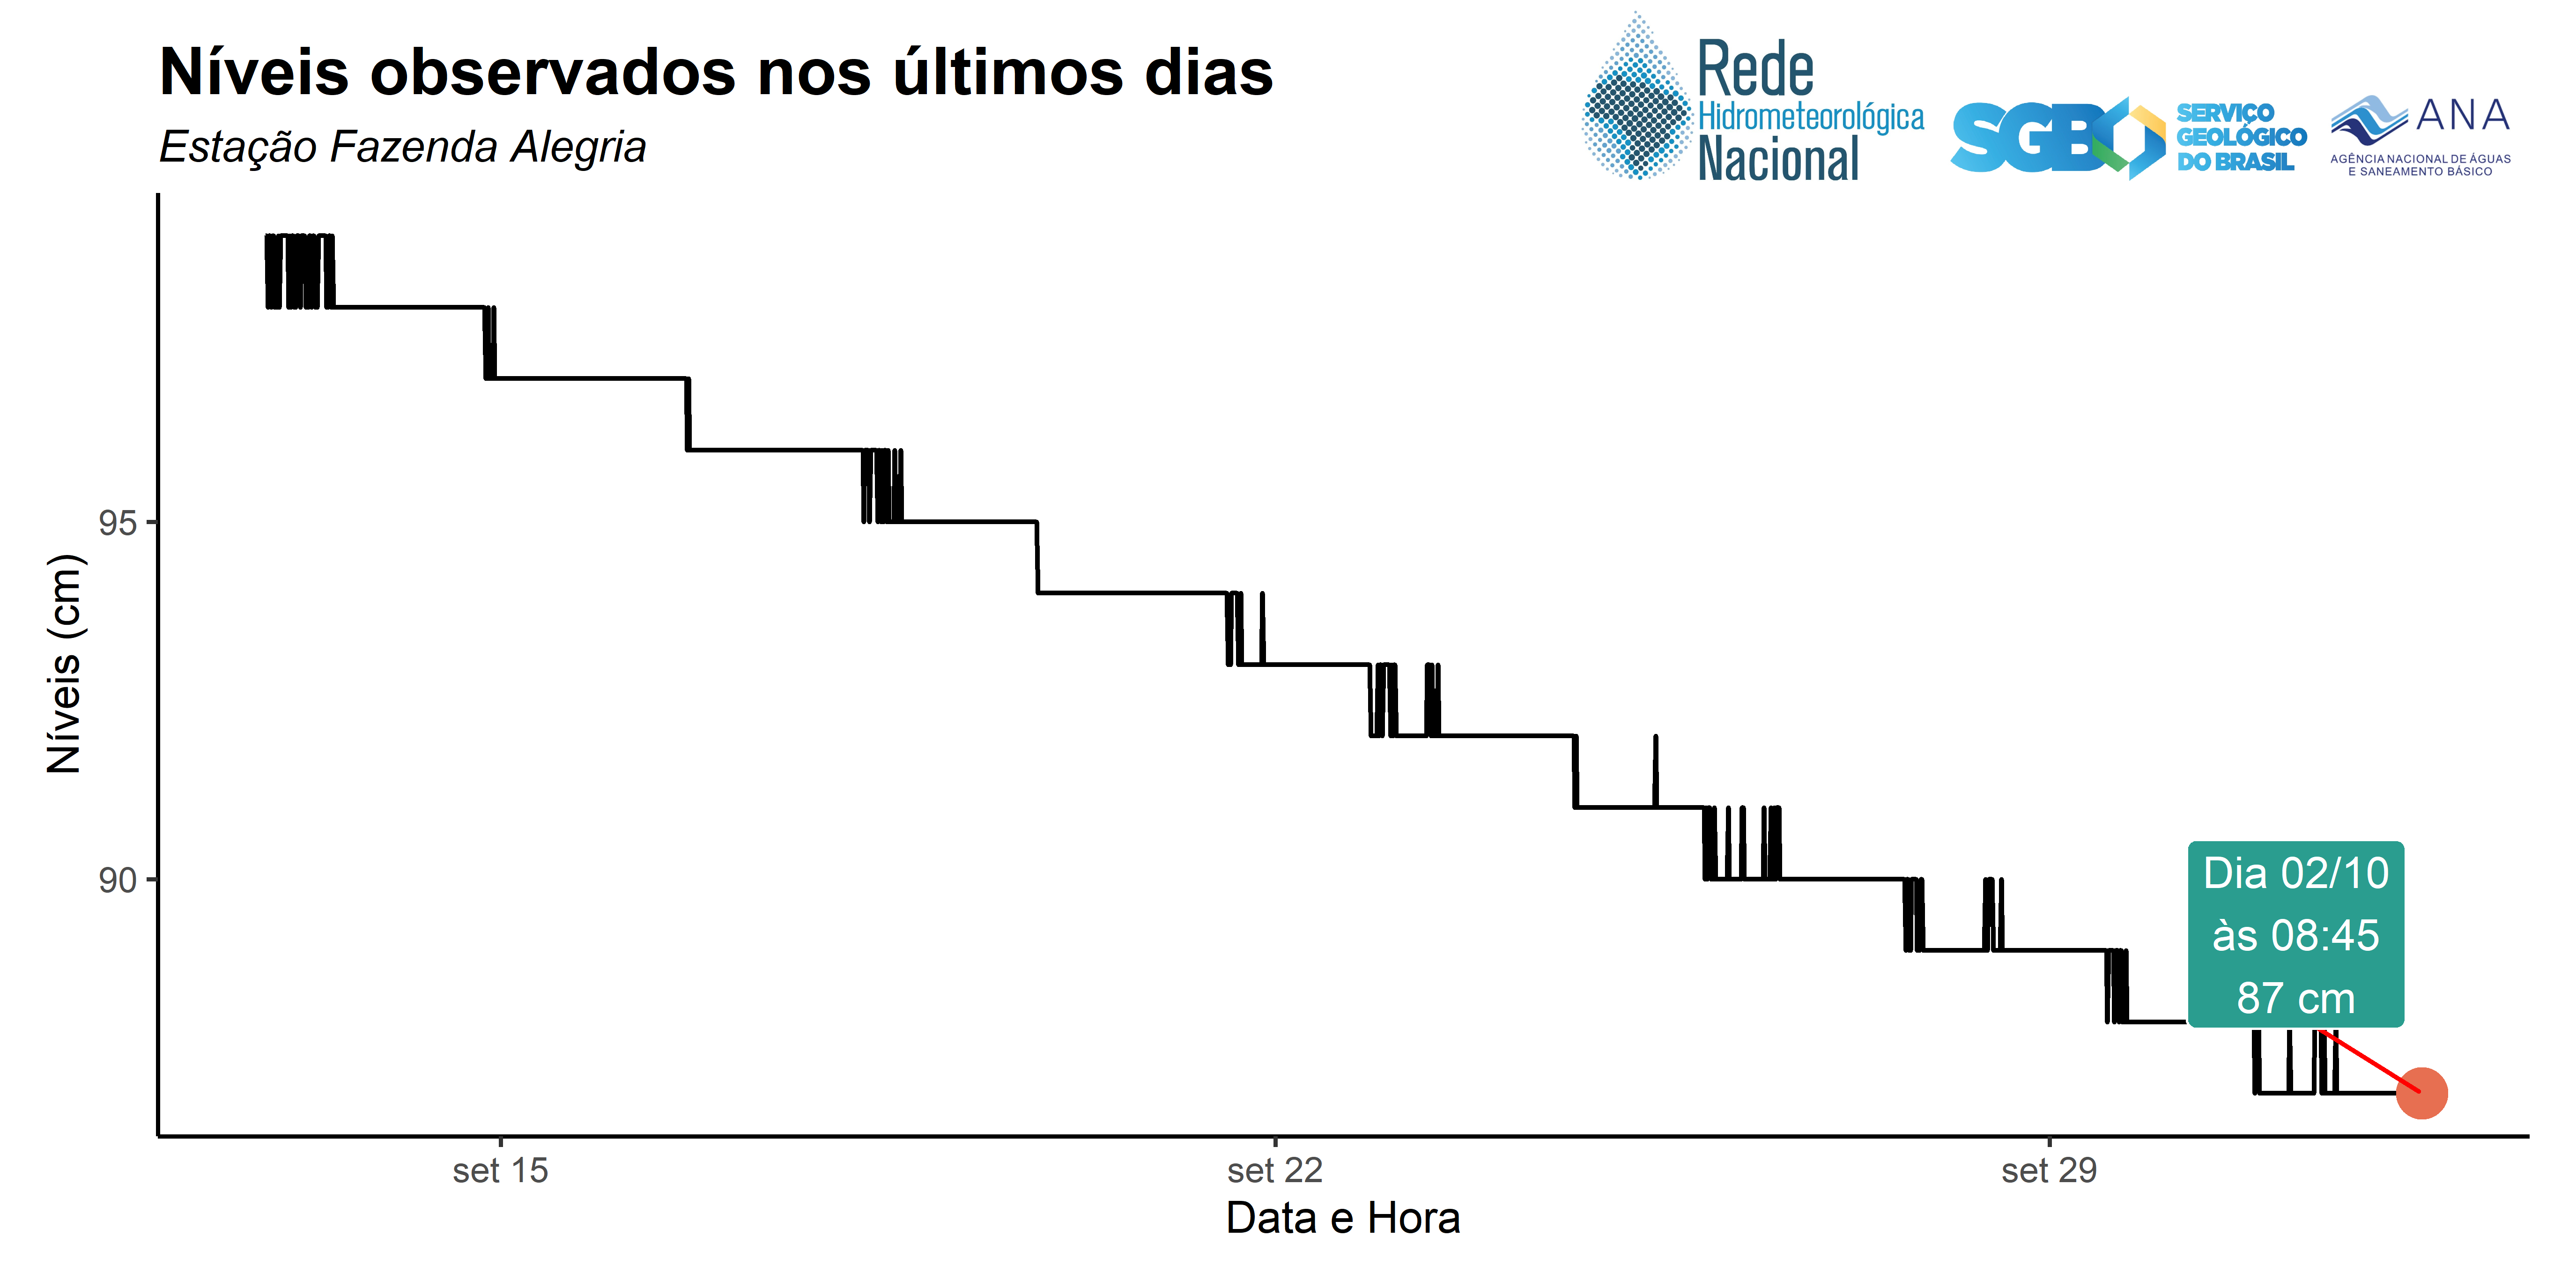 Níveis observados nos últimos dias
Estação Fazenda Alegria
Rede
Hidrometeorológica
Nacional
SGB
SERVIÇO
GEOLÓGICO
DO BRASIL
ANA
AGÊNCIA NACIONAL DE ÁGUAS
E SANEAMENTO BÁSICO
Níveis (cm)
95
90
Dia 02/10
às 08:45
87 cm
set 15
set 22
set 29
Data e Hora